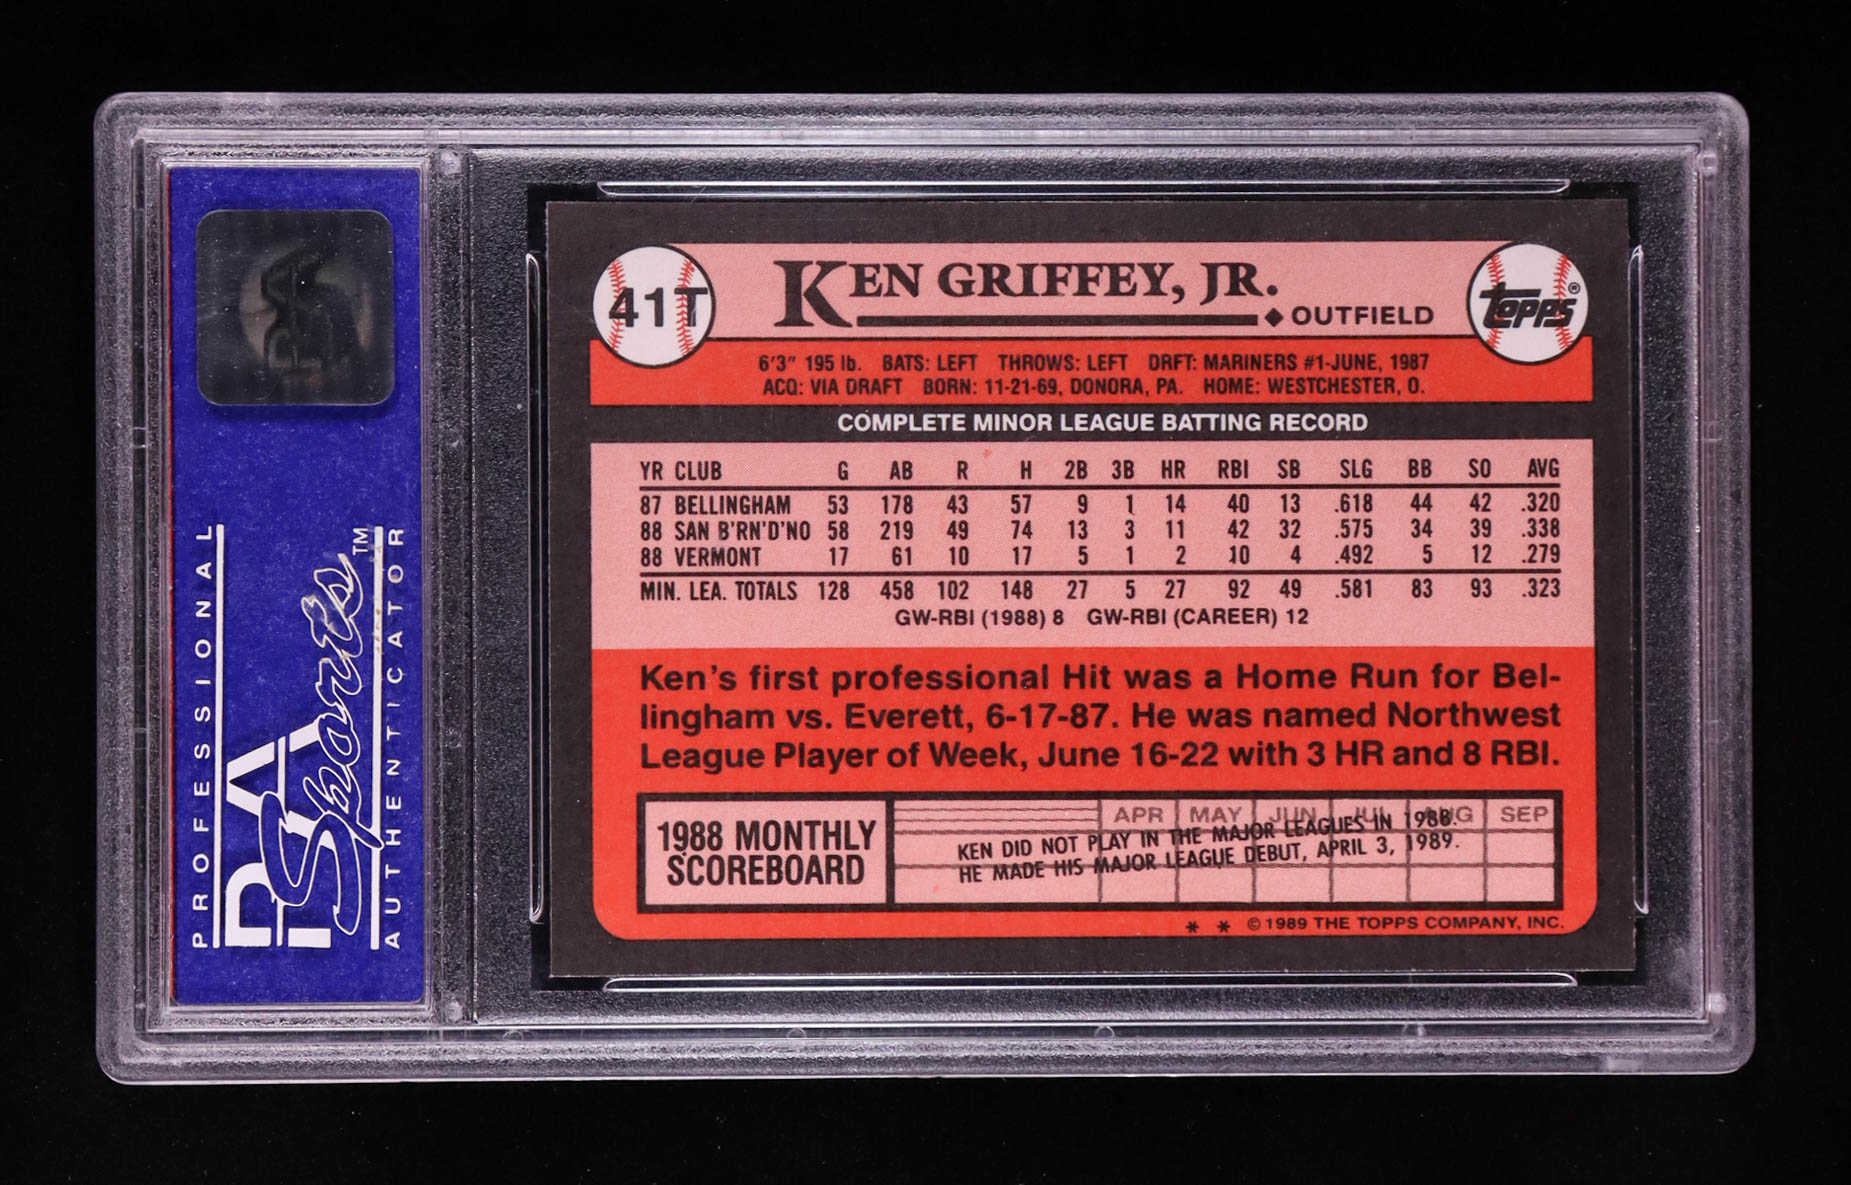 PROFESSIONAL
PA
Sports™
AUTHENTICATOR
PA
41T
KEN GRIFFEY, JR.
◆ OUTFIELD
TOPPS®
6'3" 195 lb. BATS: LEFT THROWS: LEFT DRFT: MARINERS #1-JUNE, 1987
ACQ: VIA DRAFT BORN: 11-21-69, DONORA, PA. HOME: WESTCHESTER, O.
COMPLETE MINOR LEAGUE BATTING RECORD
YR CLUB G AB R H 2B 3B HR RBI SB SLG BB SO AVG
87 BELLINGHAM 53 178 43 57 9 1 14 40 13 .618 44 42 .320
88 SAN B'RN'D'NO 58 219 49 74 13 3 11 42 32 .575 34 39 .338
88 VERMONT 17 61 10 17 5 1 2 10 4 .492 5 12 .279
MIN. LEA. TOTALS 128 458 102 148 27 5 27 92 49 .581 83 93 .323
GW-RBI (1988) 8 GW-RBI (CAREER) 12
Ken's first professional Hit was a Home Run for Bel-
lingham vs. Everett, 6-17-87. He was named Northwest
League Player of Week, June 16-22 with 3 HR and 8 RBI.
1988 MONTHLY
SCOREBOARD
APR MAY JUN JUL AUG SEP
KEN DID NOT PLAY IN THE MAJOR LEAGUES IN 1988.
HE MADE HIS MAJOR LEAGUE DEBUT, APRIL 3, 1989.
* * © 1989 THE TOPPS COMPANY, INC.